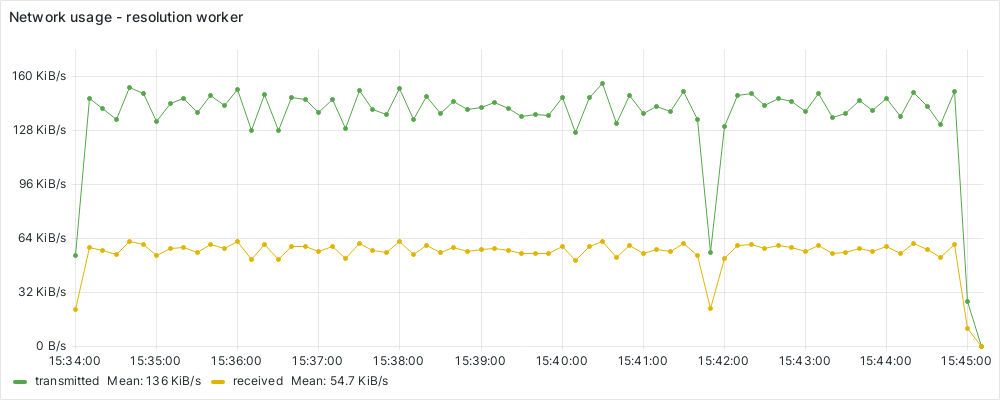 Network usage - resolution worker
160 KiB/s
128 KiB/s
96 KiB/s
64 KiB/s
32 KiB/s
0 B/s
15:34:00 15:35:00 15:36:00 15:37:00 15:38:00 15:39:00 15:40:00 15:41:00 15:42:00 15:43:00 15:44:00 15:45:00
transmitted Mean: 136 KiB/s received Mean: 54.7 KiB/s